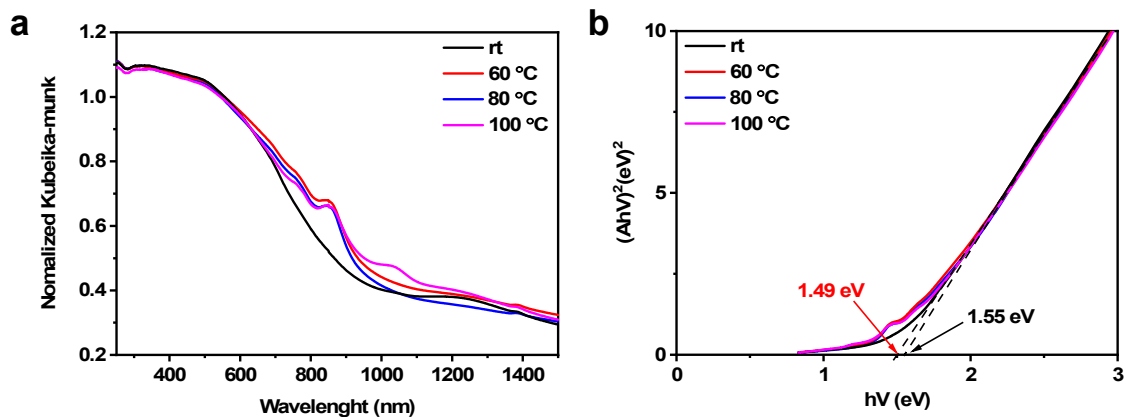 a
Nomalized Kubeika-munk
1.2
1.0
0.8
0.6
0.4
0.2
rt
60 °C
80 °C
100 °C
400 600 800 1000 1200 1400
Wavelenght (nm)
b
(AhV)²(eV)²
10
5
0
rt
60 °C
80 °C
100 °C
1.49 eV
1.55 eV
0 1 2 3
hV (eV)